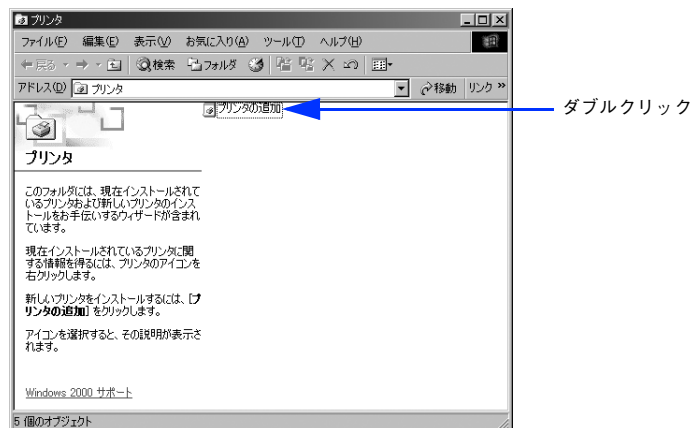 プリンタ
ファイル(F) 編集(E) 表示(V) お気に入り(A) ツール(T) ヘルプ(H)
戻る 検索 フォルダ
アドレス(D) プリンタ 移動 リンク »
プリンタの追加
ダブルクリック
プリンタ
このフォルダには、現在インストールされて
いるプリンタおよび新しいプリンタのインス
トールをお手伝いするウィザードが含まれ
ています。
現在インストールされているプリンタに関
する情報を得るには、プリンタのアイコンを
右クリックします。
新しいプリンタをインストールするには、[プ
リンタの追加] をクリックします。
アイコンを選択すると、その説明が表示さ
れます。
Windows 2000 サポート
5 個のオブジェクト